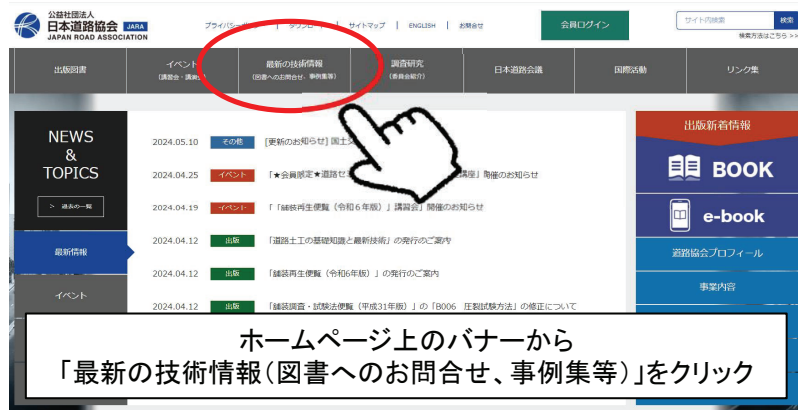 公益社団法人
日本道路協会 JARA
JAPAN ROAD ASSOCIATION
サイトマップ | ENGLISH | お問合せ
会員ログイン
サイト内検索 検索
検索方法はこちら >>
出版図書
イベント
(講習会・講演会)
最新の技術情報
(図書へのお問合せ、事例集等)
調査研究
(委員会紹介)
日本道路会議
国際活動
リンク集
NEWS
&
TOPICS
> 過去の一覧
最新情報
イベント
2024.05.10 その他 [更新のお知らせ] 国土交
2024.04.25 イベント 「★会員限定★道路セ 講座」開催のお知らせ
2024.04.19 イベント 「「舗装再生便覧(令和6年版)」講習会」開催のお知らせ
2024.04.12 出版 「道路土工の基礎知識と最新技術」の発行のご案内
2024.04.12 出版 「舗装再生便覧(令和6年版)」の発行のご案内
2024.04.12 出版 「舗装調査・試験法便覧(平成31年版)」の「B006 圧裂試験方法」の修正について
出版新着情報
BOOK
e-book
道路協会プロフィール
事業内容
ホームページ上のバナーから
「最新の技術情報(図書へのお問合せ、事例集等)」をクリック